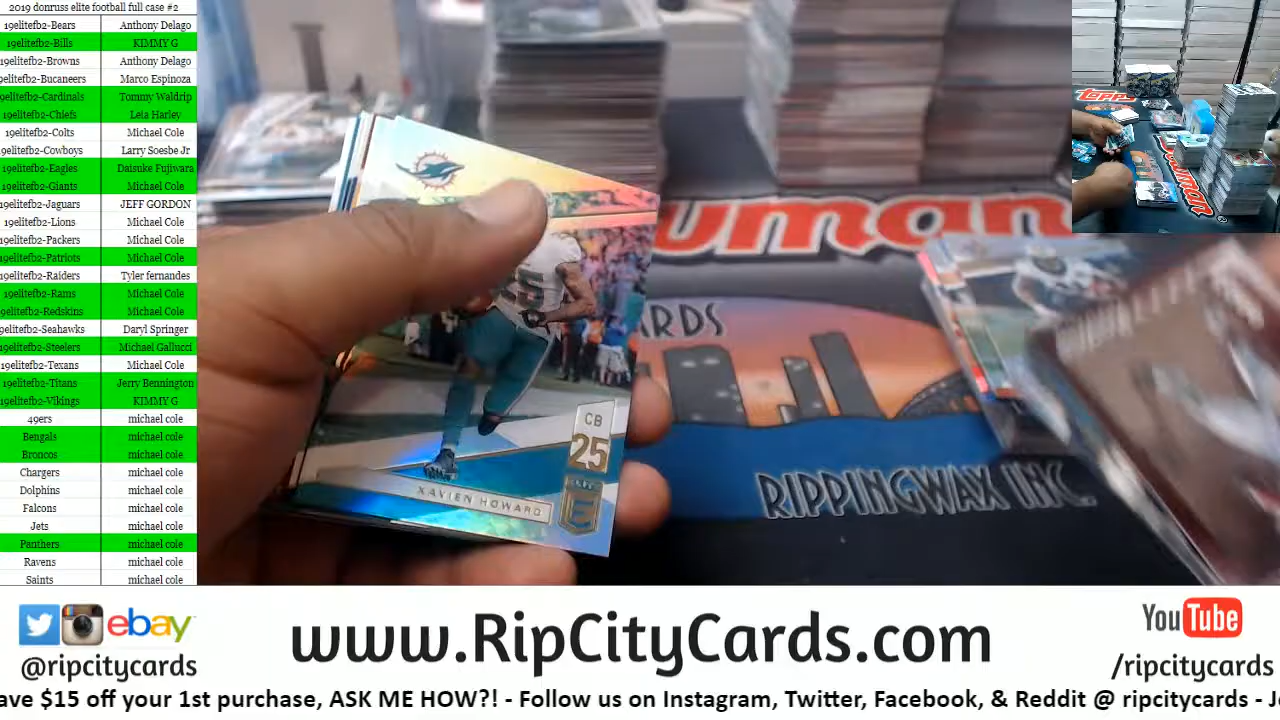 2019 donruss elite football full case #2
19elitefb2-Bears Anthony Delago
19elitefb2-Bills KIMMY G
19elitefb2-Browns Anthony Delago
9elitefb2-Bucaneers Marco Espinoza
9elitefb2-Cardinals Tommy Waldrip
19elitefb2-Chiefs Lela Harley
19elitefb2-Colts Michael Cole
19elitefb2-Cowboys Larry Soesbe Jr
19elitefb2-Eagles Daisuke Fujiwara
19elitefb2-Giants Michael Cole
19elitefb2-Jaguars JEFF GORDON
19elitefb2-Lions Michael Cole
19elitefb2-Packers Michael Cole
19elitefb2-Patriots Michael Cole
19elitefb2-Raiders Tyler fernandes
19elitefb2-Rams Michael Cole
19elitefb2-Redskins Michael Cole
9elitefb2-Seahawks Daryl Springer
19elitefb2-Steelers Michael Gallucci
19elitefb2-Texans Michael Cole
19elitefb2-Titans Jerry Bennington
19elitefb2-Vikings KIMMY G
49ers michael cole
Bengals michael cole
Broncos michael cole
Chargers michael cole
Dolphins michael cole
Falcons michael cole
Jets michael cole
Panthers michael cole
Ravens michael cole
Saints michael cole
CB
25
XAVIEN HOWARD
E
uman
ARDS
RIPPINGWAX INC.
TOPPS
ebay
@ripcitycards
www.RipCityCards.com
YouTube
/ripcitycards
ave $15 off your 1st purchase, ASK ME HOW?! - Follow us on Instagram, Twitter, Facebook, & Reddit @ ripcitycards - J